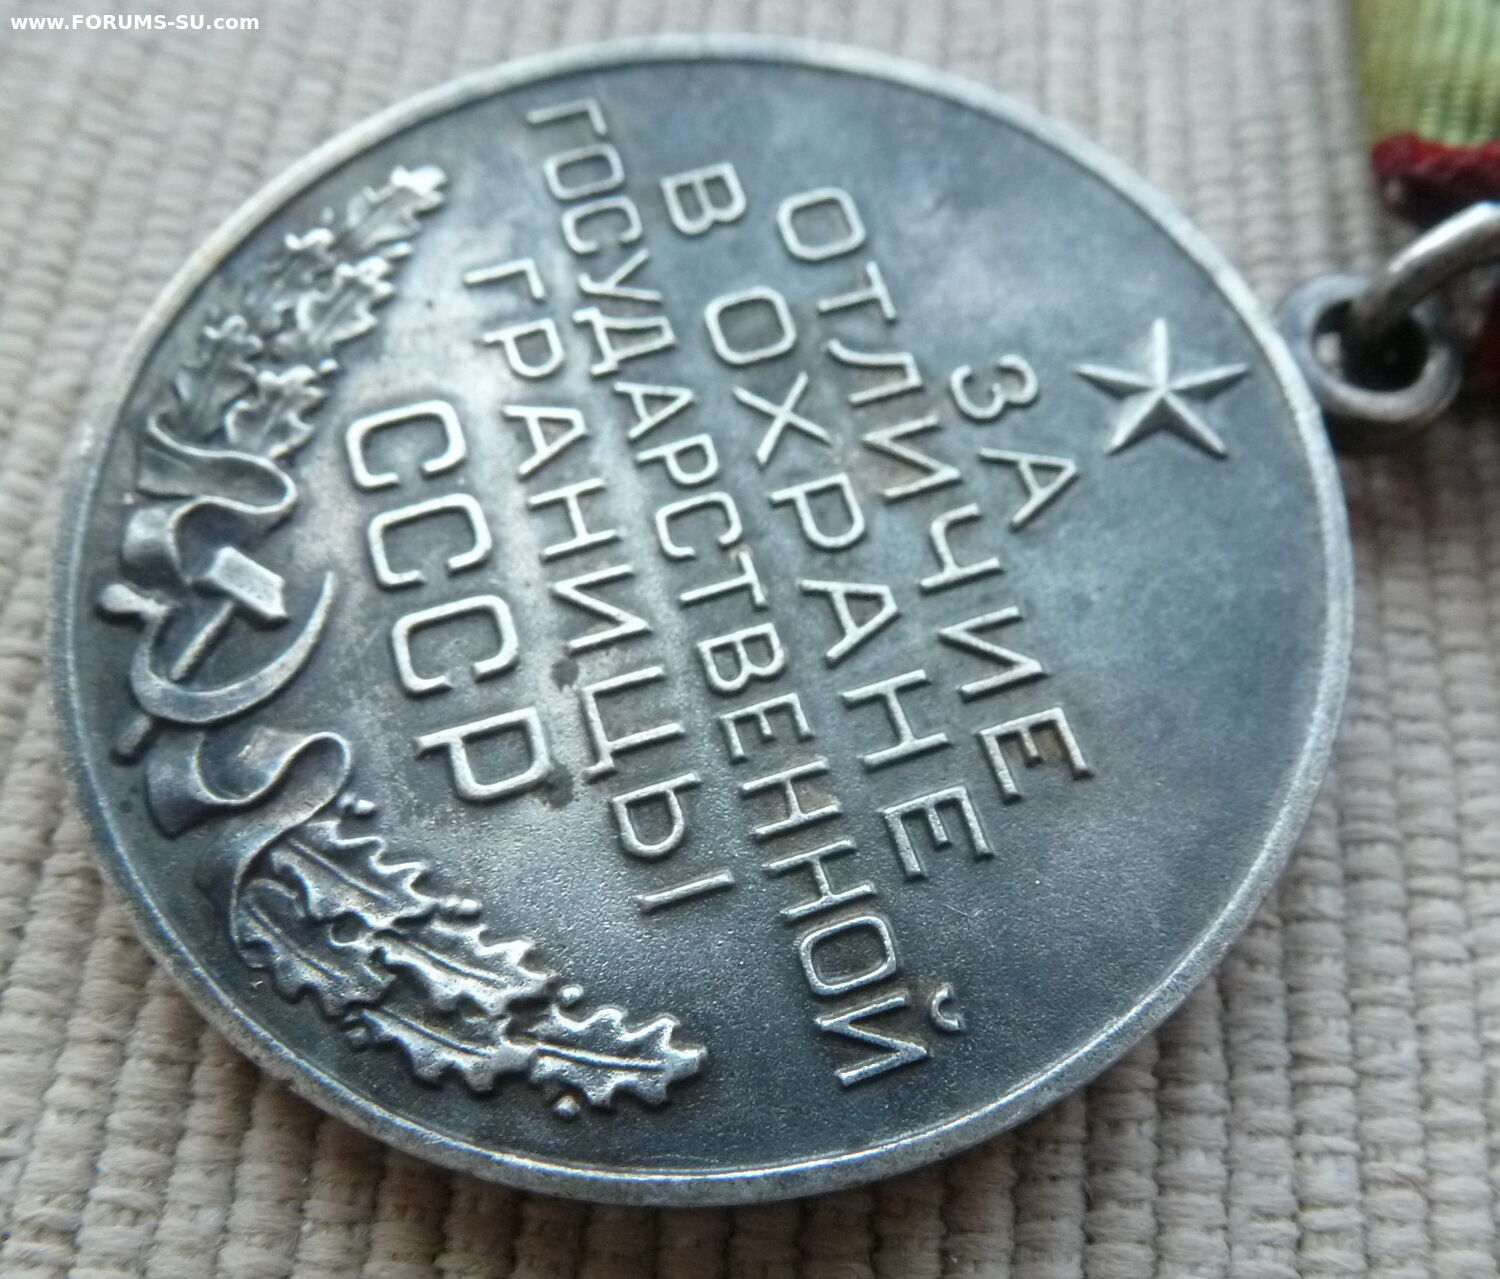 www.FORUMS-SU.com
ЗА
ОТЛИЧИЕ
В ОХРАНЕ
ГОСУДАРСТВЕННОЙ
ГРАНИЦЫ
СССР